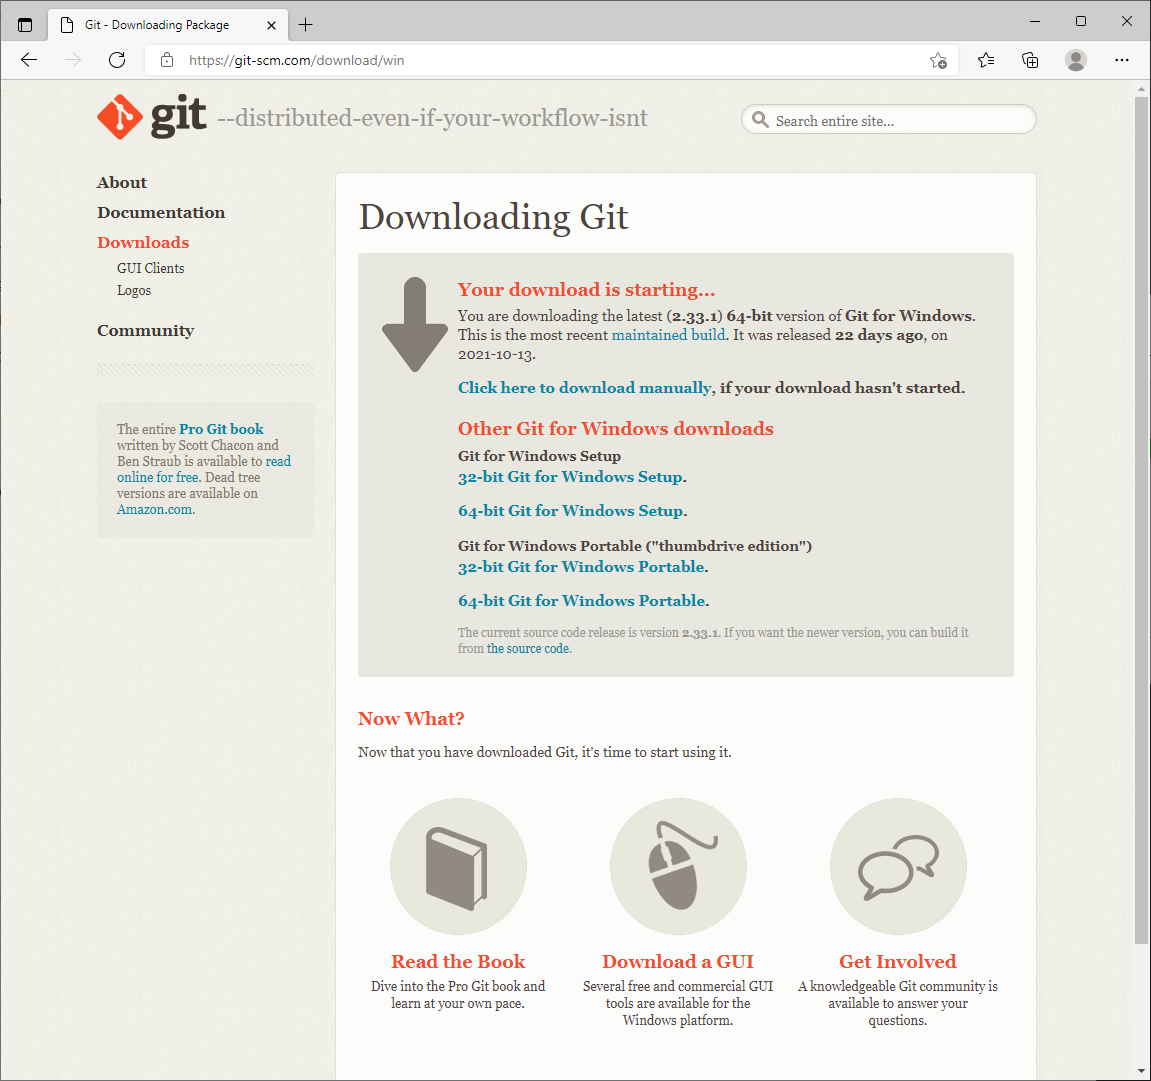 Git - Downloading Package
https://git-scm.com/download/win
git --distributed-even-if-your-workflow-isnt
Search entire site...
About
Documentation
Downloads
GUI Clients
Logos
Community
The entire Pro Git book
written by Scott Chacon and
Ben Straub is available to read
online for free. Dead tree
versions are available on
Amazon.com.
Downloading Git
Your download is starting...
You are downloading the latest (2.33.1) 64-bit version of Git for Windows.
This is the most recent maintained build. It was released 22 days ago, on
2021-10-13.
Click here to download manually, if your download hasn't started.
Other Git for Windows downloads
Git for Windows Setup
32-bit Git for Windows Setup.
64-bit Git for Windows Setup.
Git for Windows Portable ("thumbdrive edition")
32-bit Git for Windows Portable.
64-bit Git for Windows Portable.
The current source code release is version 2.33.1. If you want the newer version, you can build it
from the source code.
Now What?
Now that you have downloaded Git, it's time to start using it.
Read the Book
Dive into the Pro Git book and
learn at your own pace.
Download a GUI
Several free and commercial GUI
tools are available for the
Windows platform.
Get Involved
A knowledgeable Git community is
available to answer your
questions.